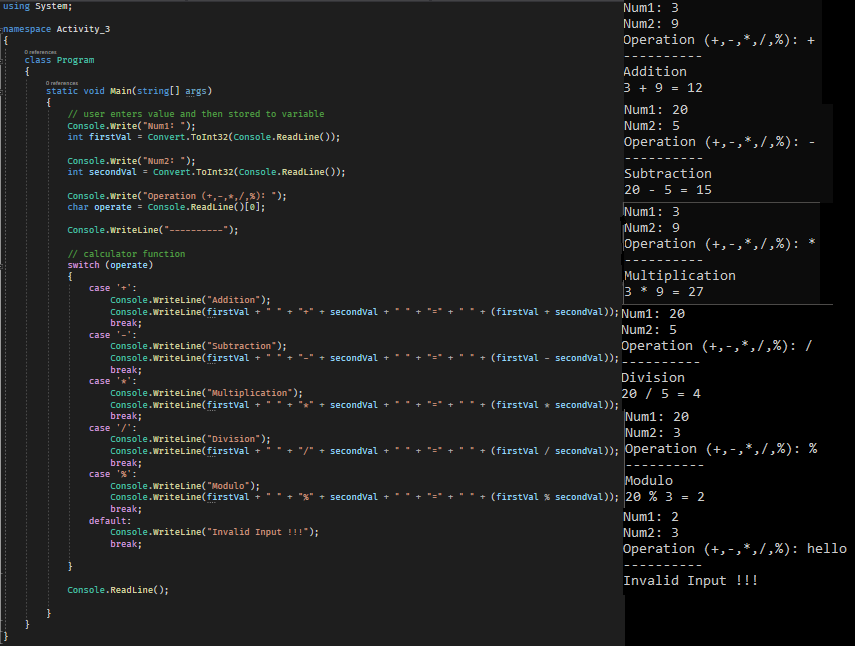 using System;
namespace Activity_3
{
0 references
class Program
{
0 references
static void Main(string[] args)
{
// user enters value and then stored to variable
Console.Write("Num1: ");
int firstVal = Convert.ToInt32(Console.ReadLine());
Console.Write("Num2: ");
int secondVal = Convert.ToInt32(Console.ReadLine());
Console.Write("Operation (+,-,*,/,%): ");
char operate = Console.ReadLine()[0];
Console.WriteLine("----------");
// calculator function
switch (operate)
{
case '+':
Console.WriteLine("Addition");
Console.WriteLine(firstVal + " " + "+" + secondVal + " " + "=" + " " + (firstVal + secondVal));
break;
case '-':
Console.WriteLine("Subtraction");
Console.WriteLine(firstVal + " " + "-" + secondVal + " " + "=" + " " + (firstVal - secondVal));
break;
case '*':
Console.WriteLine("Multiplication");
Console.WriteLine(firstVal + " " + "*" + secondVal + " " + "=" + " " + (firstVal * secondVal));
break;
case '/':
Console.WriteLine("Division");
Console.WriteLine(firstVal + " " + "/" + secondVal + " " + "=" + " " + (firstVal / secondVal));
break;
case '%':
Console.WriteLine("Modulo");
Console.WriteLine(firstVal + " " + "%" + secondVal + " " + "=" + " " + (firstVal % secondVal));
break;
default:
Console.WriteLine("Invalid Input !!!");
break;
}
Console.ReadLine();
}
}
}
Num1: 3
Num2: 9
Operation (+,-,*,/,%): +
----------
Addition
3 + 9 = 12
Num1: 20
Num2: 5
Operation (+,-,*,/,%): -
----------
Subtraction
20 - 5 = 15
Num1: 3
Num2: 9
Operation (+,-,*,/,%): *
----------
Multiplication
3 * 9 = 27
Num1: 20
Num2: 5
Operation (+,-,*,/,%): /
----------
Division
20 / 5 = 4
Num1: 20
Num2: 3
Operation (+,-,*,/,%): %
----------
Modulo
20 % 3 = 2
Num1: 2
Num2: 3
Operation (+,-,*,/,%): hello
----------
Invalid Input !!!